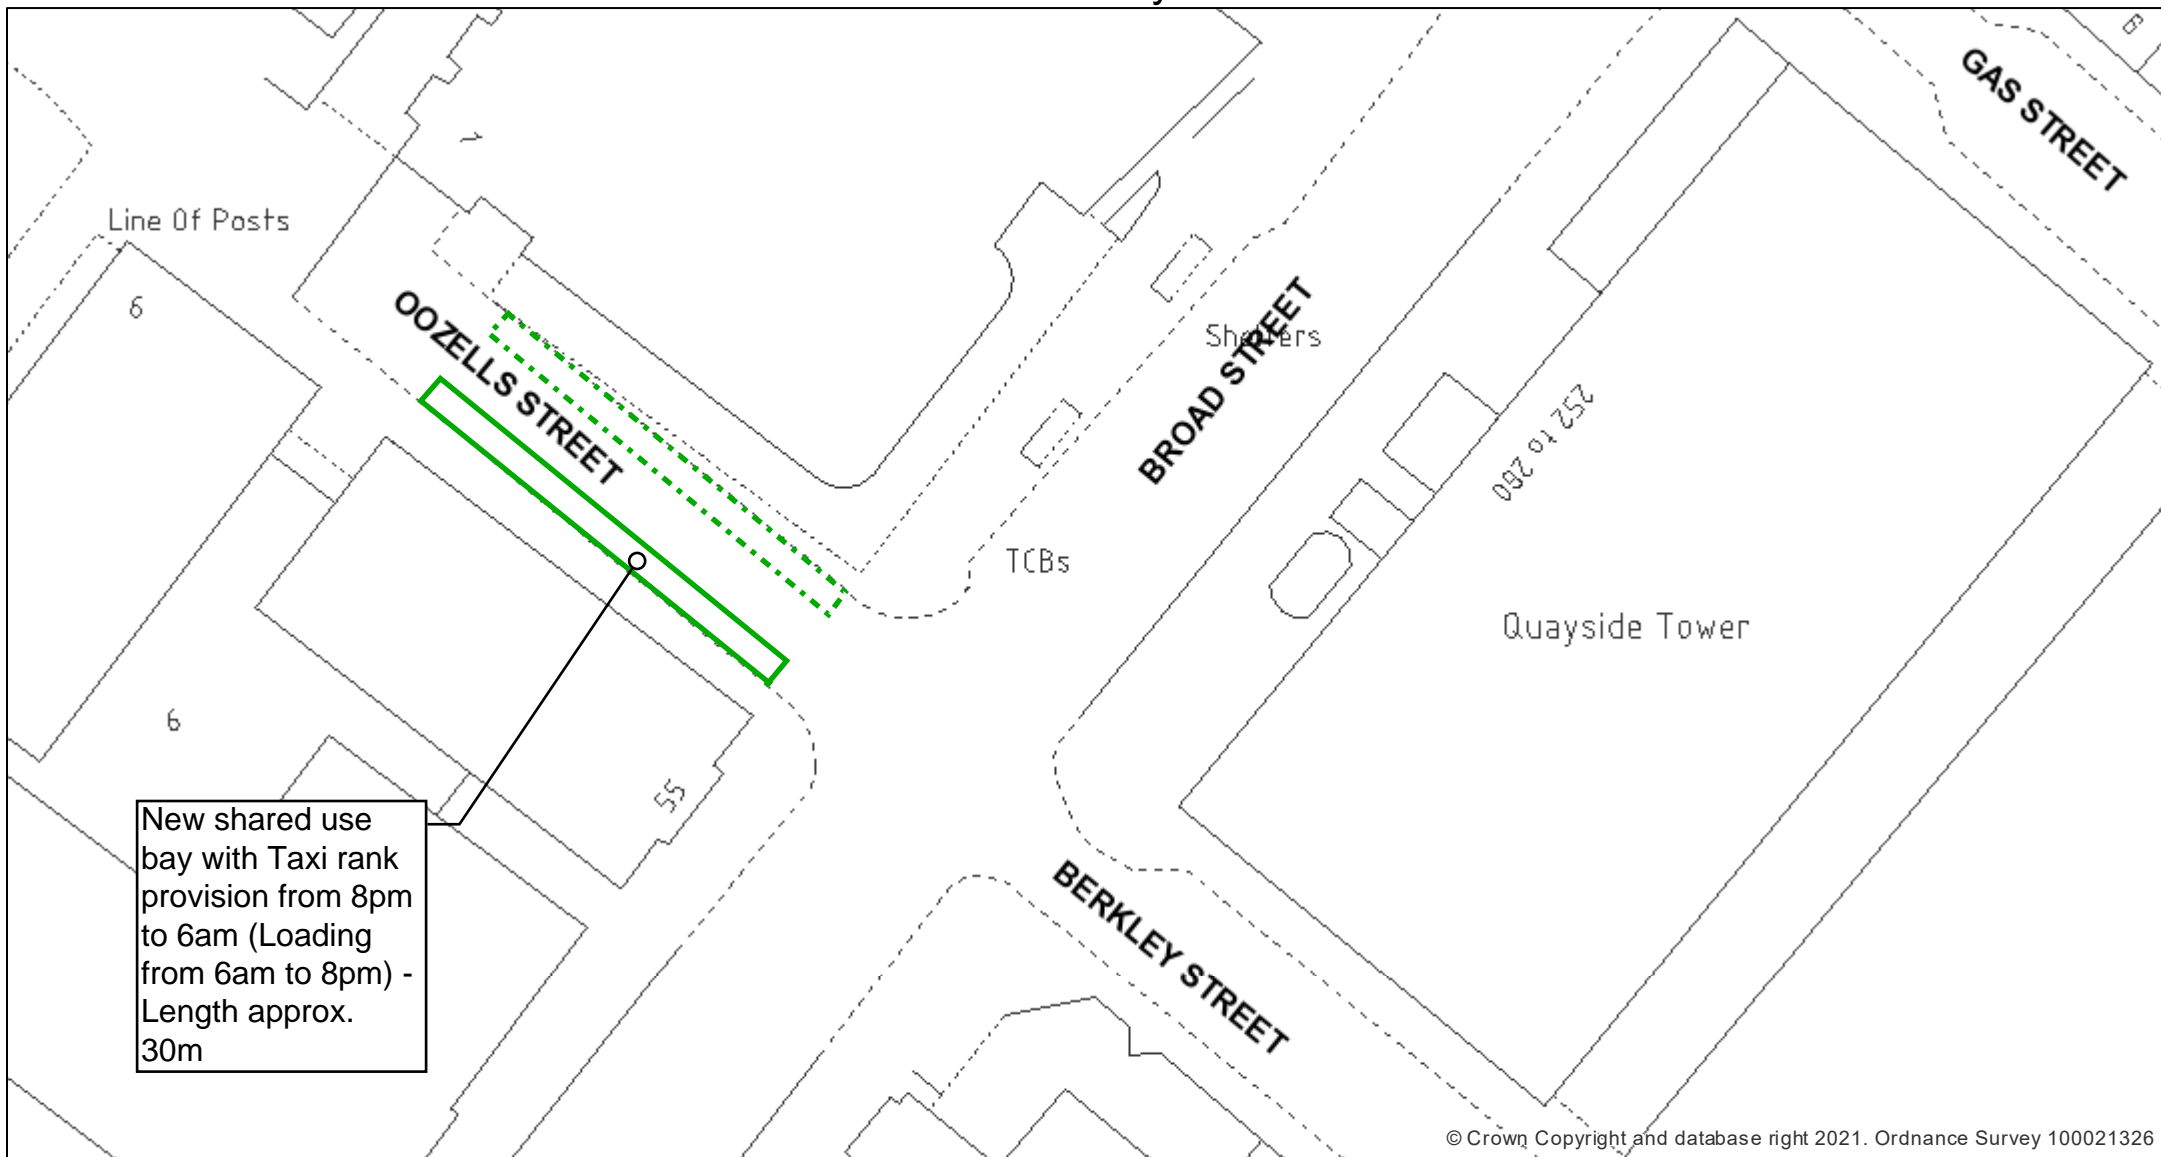 GAS STREET
6
7
Line Of Posts
6
OOZELLS STREET
Shelters
BROAD STREET
252 to 260
TCBs
Quayside Tower
6
55
New shared use
bay with Taxi rank
provision from 8pm
to 6am (Loading
from 6am to 8pm) -
Length approx.
30m
BERKLEY STREET
© Crown Copyright and database right 2021. Ordnance Survey 100021326